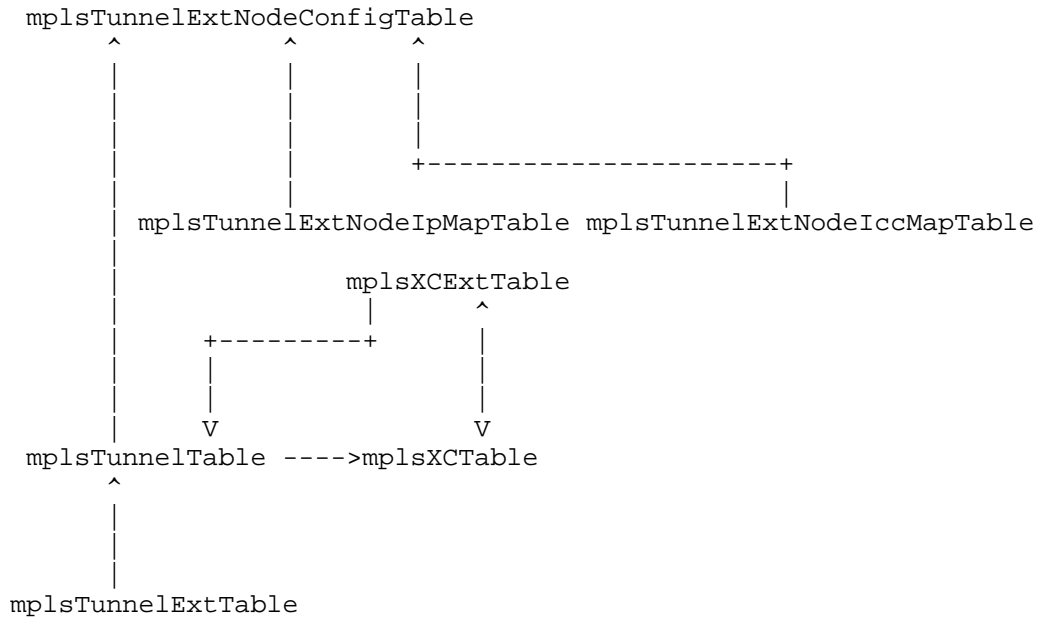 mplsTunnelExtNodeConfigTable
mplsTunnelExtNodeIpMapTable mplsTunnelExtNodeIccMapTable
mplsXCExtTable
V V
mplsTunnelTable ---->mplsXCTable
mplsTunnelExtTable